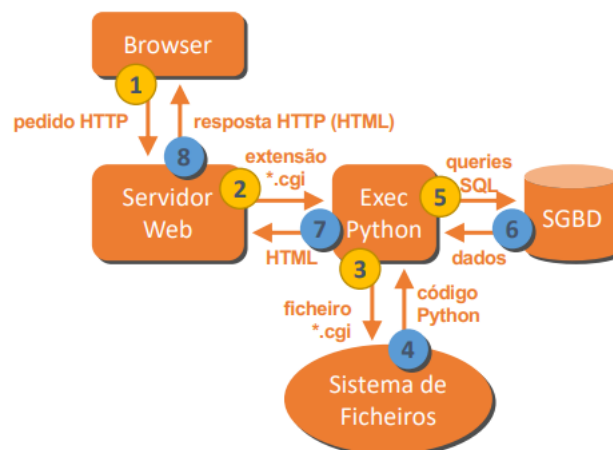 Browser
1
pedido HTTP
resposta HTTP (HTML)
8
Servidor
Web
2
extensão
*.cgi
Exec
Python
5
queries
SQL
SGBD
7
HTML
6
dados
3
ficheiro
*.cgi
código
Python
4
Sistema de
Ficheiros